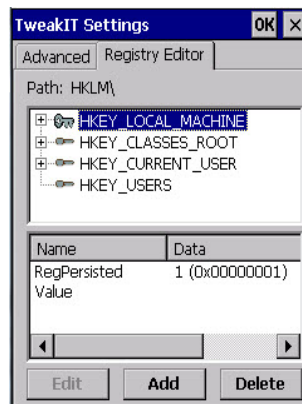 TweakIT Settings OK ×
Advanced Registry Editor
Path: HKLM\
HKEY_LOCAL_MACHINE
HKEY_CLASSES_ROOT
HKEY_CURRENT_USER
HKEY_USERS
Name Data
RegPersisted 1 (0x00000001)
Value
Edit Add Delete